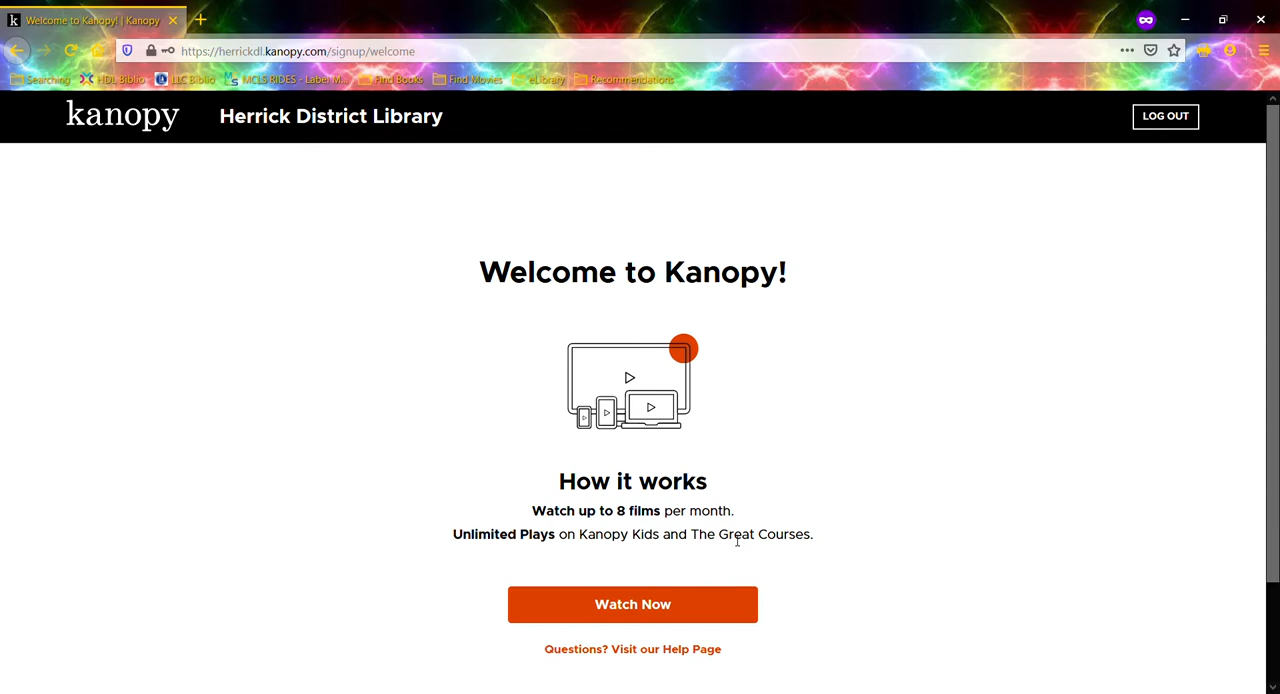 Welcome to Kanopy! | Kanopy
https://herrickdl.kanopy.com/signup/welcome
Searching HDL Biblio LLC Biblio MCLS RIDES - Label M... Find Books Find Movies eLibrary Recommendations
kanopy Herrick District Library LOG OUT
Welcome to Kanopy!
How it works
Watch up to 8 films per month.
Unlimited Plays on Kanopy Kids and The Great Courses.
Watch Now
Questions? Visit our Help Page